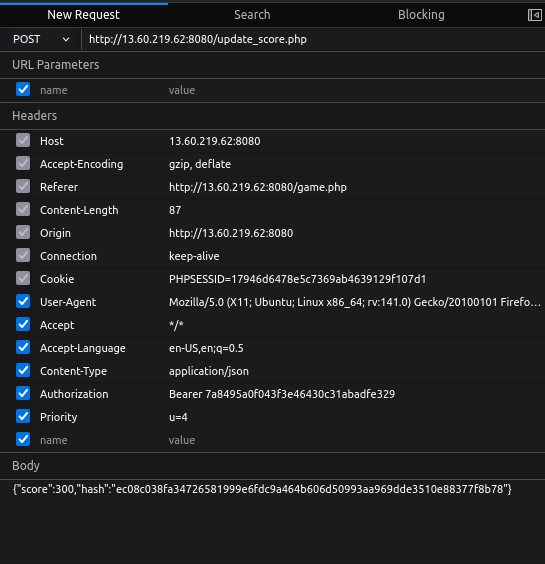 New Request Search Blocking
POST http://13.60.219.62:8080/update_score.php
URL Parameters
name value
Headers
Host 13.60.219.62:8080
Accept-Encoding gzip, deflate
Referer http://13.60.219.62:8080/game.php
Content-Length 87
Origin http://13.60.219.62:8080
Connection keep-alive
Cookie PHPSESSID=17946d6478e5c7369ab4639129f107d1
User-Agent Mozilla/5.0 (X11; Ubuntu; Linux x86_64; rv:141.0) Gecko/20100101 Firefo…
Accept */*
Accept-Language en-US,en;q=0.5
Content-Type application/json
Authorization Bearer 7a8495a0f043f3e46430c31abadfe329
Priority u=4
name value
Body
{"score":300,"hash":"ec08c038fa34726581999e6fdc9a464b606d50993aa969dde3510e88377f8b78"}